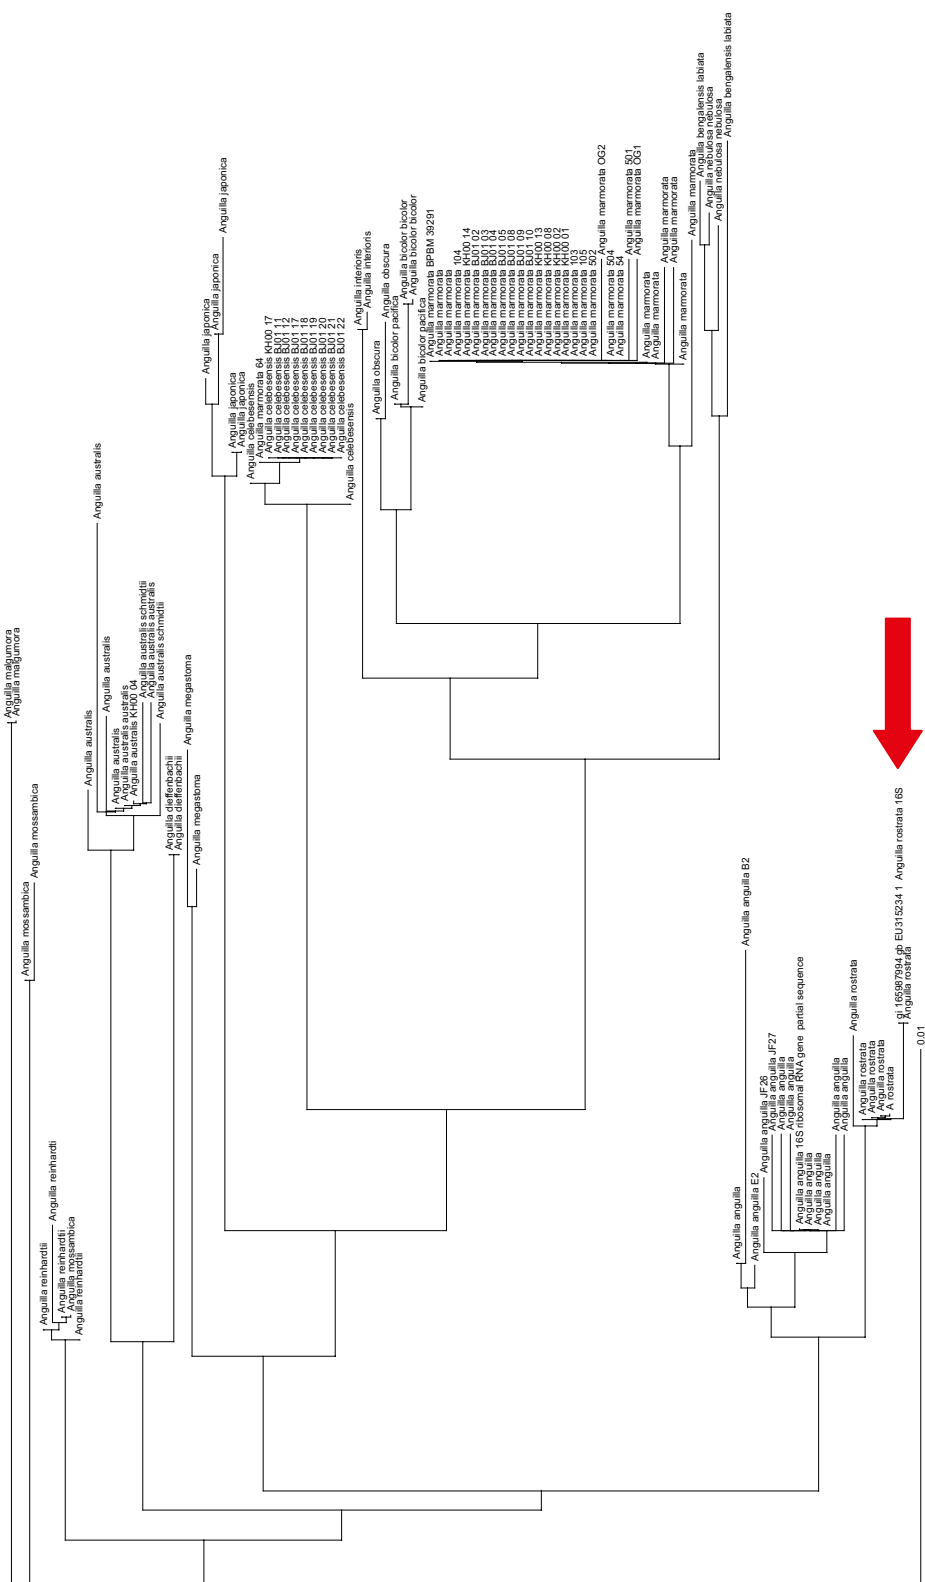 Anguilla malgumora
Anguilla malgumora
Anguilla mossambica
Anguilla mossambica
Anguilla reinhardtii
Anguilla reinhardti
Anguilla reinhardtii
Anguilla mossambica
Anguilla reinhardtii
Anguilla australis
Anguilla australis
Anguilla australis
Anguilla australis
Anguilla australis australis
Anguilla australis KH00 04
Anguilla australis schmidtii
Anguilla australis australis
Anguilla australis schmidtii
Anguilla dieffenbachii
Anguilla dieffenbachii
Anguilla megastoma
Anguilla megastoma
Anguilla japonica
Anguilla japonica
Anguilla japonica
Anguilla japonica
Anguilla japonica
Anguilla celebesensis
Anguilla marmorata 64
Anguilla celebesensis KH00 17
Anguilla celebesensis BJ01 11
Anguilla celebesensis BJ01 12
Anguilla celebesensis BJ01 17
Anguilla celebesensis BJ01 18
Anguilla celebesensis BJ01 19
Anguilla celebesensis BJ01 20
Anguilla celebesensis BJ01 21
Anguilla celebesensis BJ01 22
Anguilla celebesensis
Anguilla interioris
Anguilla interioris
Anguilla obscura
Anguilla obscura
Anguilla bicolor pacifica
Anguilla bicolor bicolor
Anguilla bicolor bicolor
Anguilla bicolor pacifica
Anguilla marmorata BPBM 39291
Anguilla marmorata
Anguilla marmorata
Anguilla marmorata 104
Anguilla marmorata KH00 14
Anguilla marmorata BJ01 02
Anguilla marmorata BJ01 03
Anguilla marmorata BJ01 04
Anguilla marmorata BJ01 05
Anguilla marmorata BJ01 08
Anguilla marmorata BJ01 09
Anguilla marmorata BJ01 10
Anguilla marmorata KH00 13
Anguilla marmorata KH00 08
Anguilla marmorata KH00 02
Anguilla marmorata KH00 01
Anguilla marmorata 103
Anguilla marmorata 105
Anguilla marmorata 502
Anguilla marmorata OG2
Anguilla marmorata 504
Anguilla marmorata 54
Anguilla marmorata 501
Anguilla marmorata OG1
Anguilla marmorata
Anguilla marmorata
Anguilla marmorata
Anguilla marmorata
Anguilla marmorata
Anguilla marmorata
Anguilla bengalensis labiata
Anguilla nebulosa nebulosa
Anguilla nebulosa nebulosa
Anguilla bengalensis labiata
Anguilla anguilla
Anguilla anguilla B2
Anguilla anguilla E2
Anguilla anguilla JF26
Anguilla anguilla JF27
Anguilla anguilla
Anguilla anguilla
Anguilla anguilla 16S ribosomal RNA gene partial sequence
Anguilla anguilla
Anguilla anguilla
Anguilla anguilla
Anguilla anguilla
Anguilla anguilla
Anguilla rostrata
Anguilla rostrata
Anguilla rostrata
Anguilla rostrata
A rostrata
gi 165987994 gb EU315234 1 Anguilla rostrata 16S
Anguilla rostrata
0.01